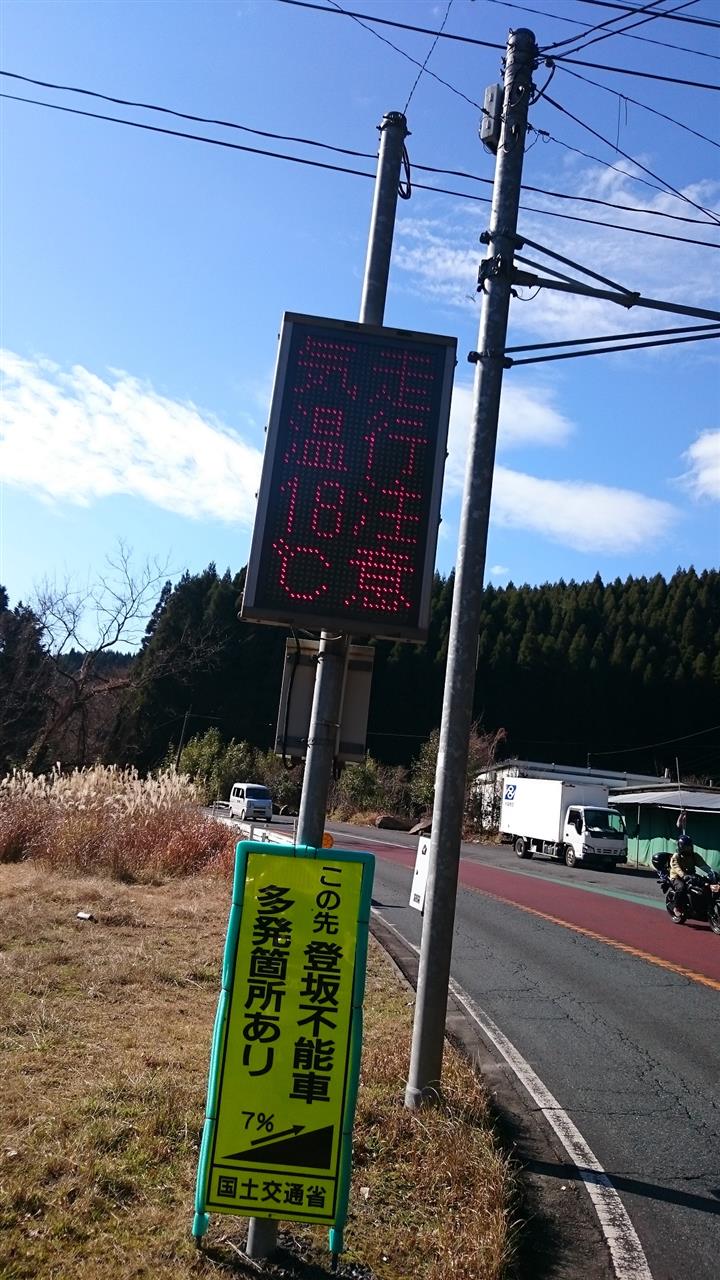 走行注意
気温18℃
この先 登坂不能車
多発箇所あり
7%
国土交通省